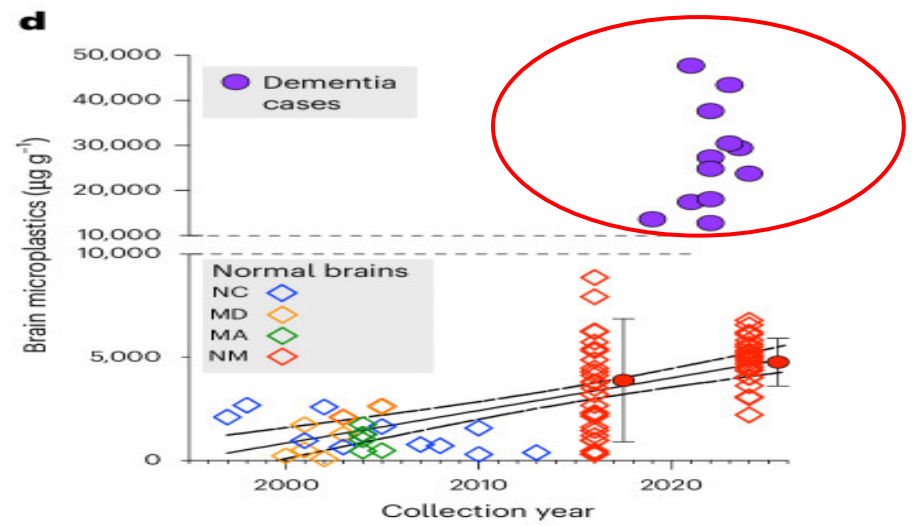 d
50,000
40,000
30,000
20,000
10,000
10,000
5,000
0
Brain microplastics (µg g⁻¹)
Dementia
cases
Normal brains
NC
MD
MA
NM
2000 2010 2020
Collection year